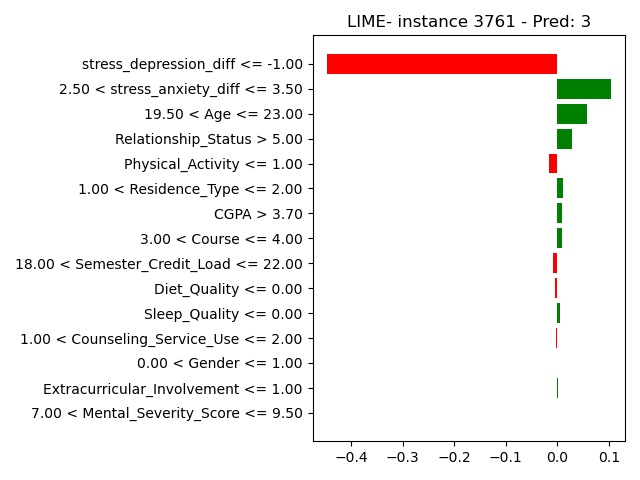 LIME- instance 3761 - Pred: 3
stress_depression_diff <= -1.00
2.50 < stress_anxiety_diff <= 3.50
19.50 < Age <= 23.00
Relationship_Status > 5.00
Physical_Activity <= 1.00
1.00 < Residence_Type <= 2.00
CGPA > 3.70
3.00 < Course <= 4.00
18.00 < Semester_Credit_Load <= 22.00
Diet_Quality <= 0.00
Sleep_Quality <= 0.00
1.00 < Counseling_Service_Use <= 2.00
0.00 < Gender <= 1.00
Extracurricular_Involvement <= 1.00
7.00 < Mental_Severity_Score <= 9.50
−0.4 −0.3 −0.2 −0.1 0.0 0.1